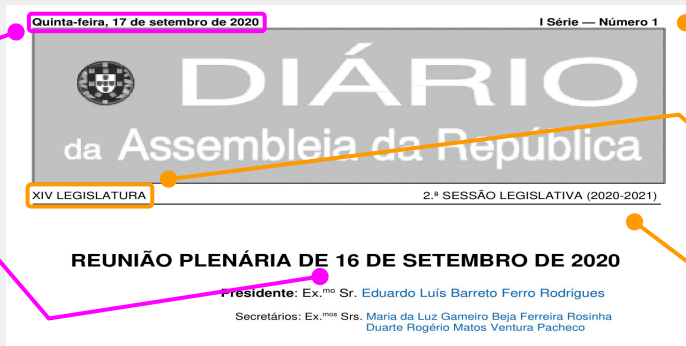 Quinta-feira, 17 de setembro de 2020 I Série — Número 1
DIÁRIO
da Assembleia da República
XIV LEGISLATURA 2.ª SESSÃO LEGISLATIVA (2020-2021)
REUNIÃO PLENÁRIA DE 16 DE SETEMBRO DE 2020
Presidente: Ex.ᵐᵒ Sr. Eduardo Luís Barreto Ferro Rodrigues
Secretários: Ex.ᵐᵒˢ Srs. Maria da Luz Gameiro Beja Ferreira Rosinha
Duarte Rogério Matos Ventura Pacheco